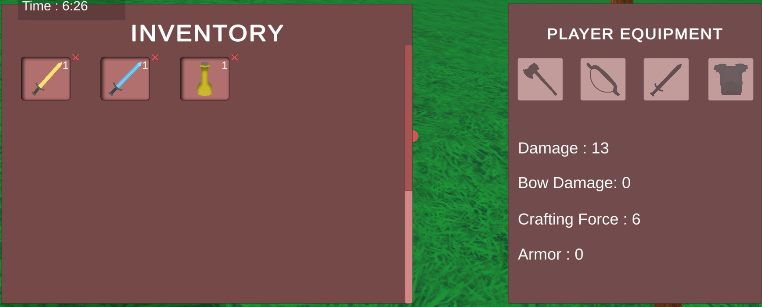 Time : 6:26
INVENTORY
1
1
1
PLAYER EQUIPMENT
Damage : 13
Bow Damage: 0
Crafting Force : 6
Armor : 0